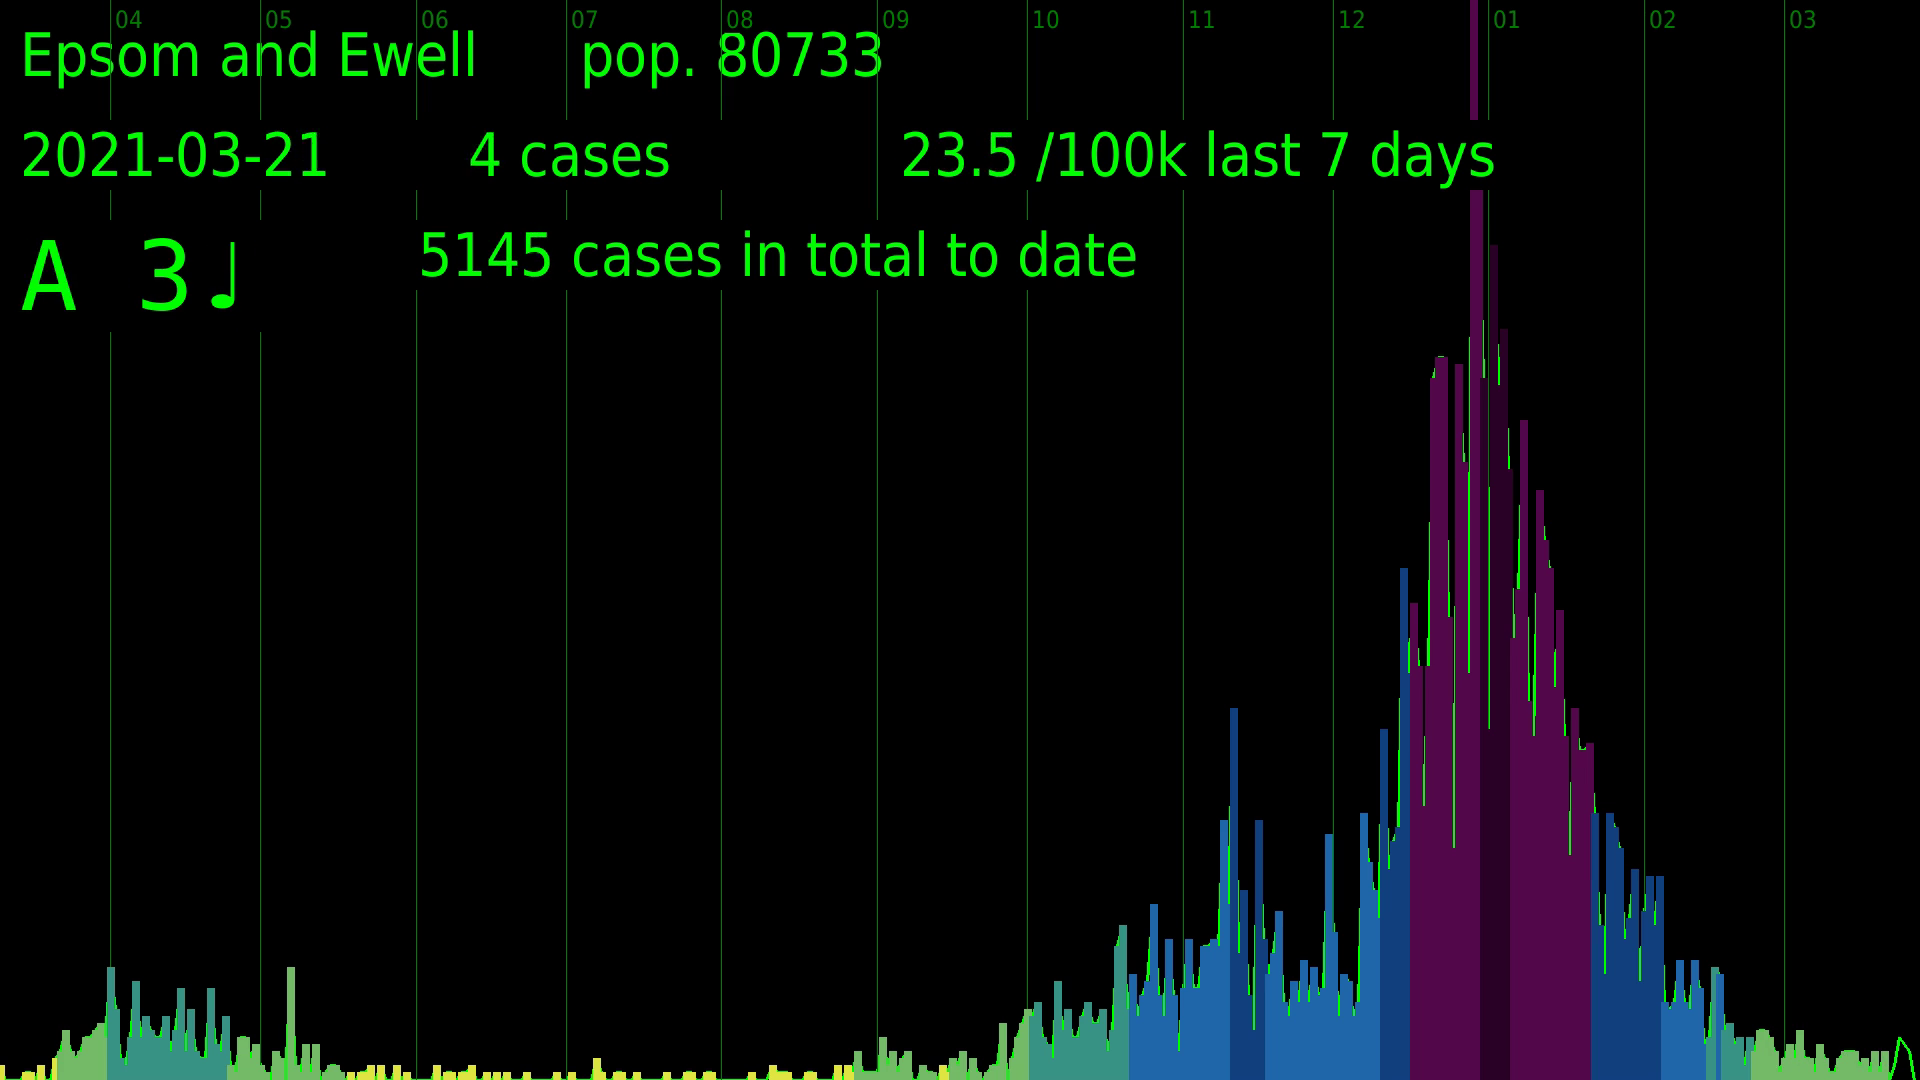 04 05 06 07 08 09 10 11 12 01 02 03
Epsom and Ewell pop. 80733
2021-03-21 4 cases 23.5 /100k last 7 days
A 3♩ 5145 cases in total to date